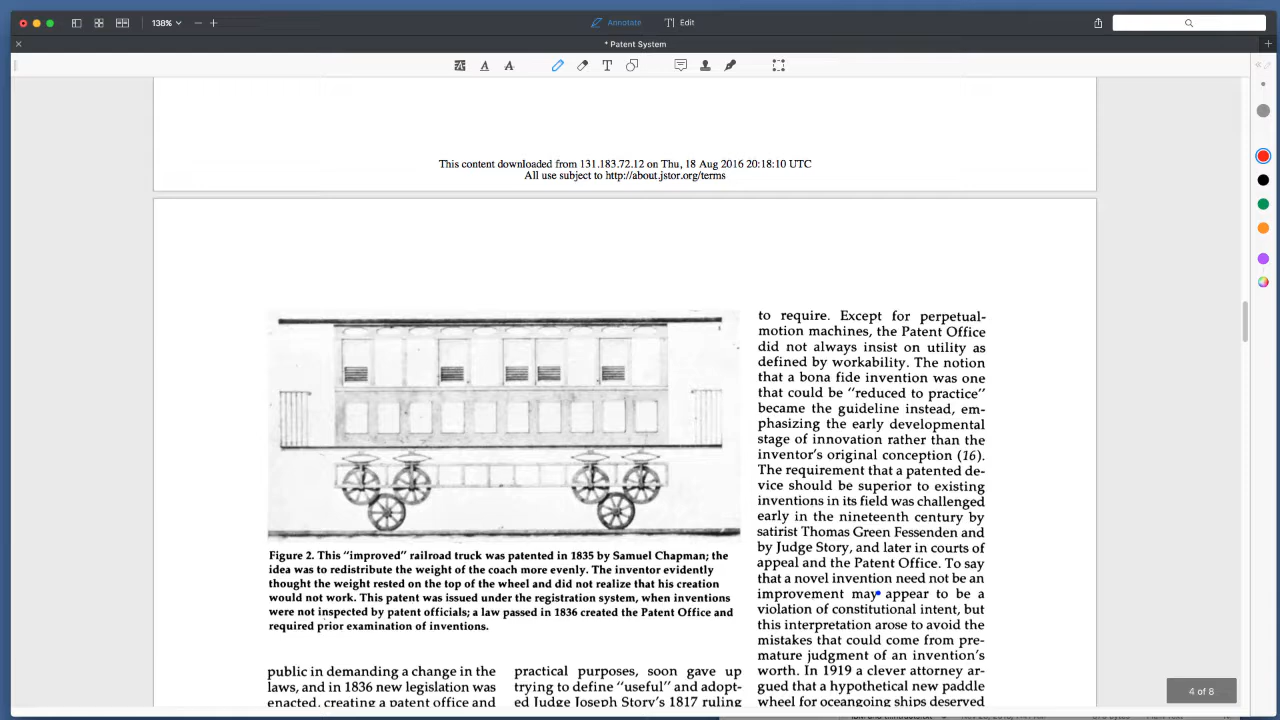 138%
Annotate
Edit
* Patent System
This content downloaded from 131.183.72.12 on Thu, 18 Aug 2016 20:18:10 UTC
All use subject to http://about.jstor.org/terms
Figure 2. This “improved” railroad truck was patented in 1835 by Samuel Chapman; the
idea was to redistribute the weight of the coach more evenly. The inventor evidently
thought the weight rested on the top of the wheel and did not realize that his creation
would not work. This patent was issued under the registration system, when inventions
were not inspected by patent officials; a law passed in 1836 created the Patent Office and
required prior examination of inventions.
public in demanding a change in the
laws, and in 1836 new legislation was
enacted, creating a patent office and
practical purposes, soon gave up
trying to define “useful” and adopt-
ed Judge Joseph Story's 1817 ruling
to require. Except for perpetual-
motion machines, the Patent Office
did not always insist on utility as
defined by workability. The notion
that a bona fide invention was one
that could be “reduced to practice”
became the guideline instead, em-
phasizing the early developmental
stage of innovation rather than the
inventor's original conception (16).
The requirement that a patented de-
vice should be superior to existing
inventions in its field was challenged
early in the nineteenth century by
satirist Thomas Green Fessenden and
by Judge Story, and later in courts of
appeal and the Patent Office. To say
that a novel invention need not be an
improvement may appear to be a
violation of constitutional intent, but
this interpretation arose to avoid the
mistakes that could come from pre-
mature judgment of an invention's
worth. In 1919 a clever attorney ar-
gued that a hypothetical new paddle
wheel for oceangoing ships deserved
4 of 8